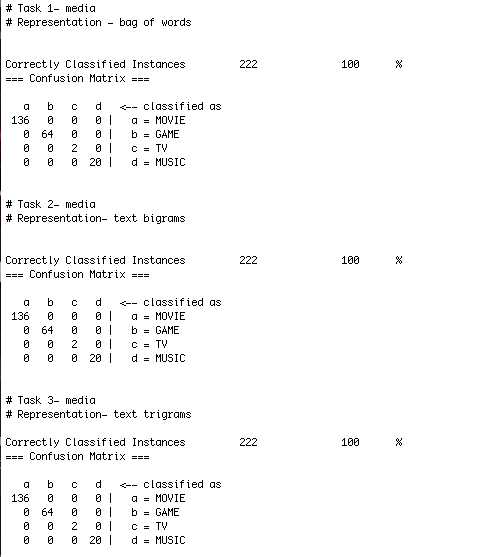 # Task 1- media
# Representation - bag of words
Correctly Classified Instances 222 100 %
=== Confusion Matrix ===
a b c d <-- classified as
136 0 0 0 | a = MOVIE
0 64 0 0 | b = GAME
0 0 2 0 | c = TV
0 0 0 20 | d = MUSIC
# Task 2- media
# Representation- text bigrams
Correctly Classified Instances 222 100 %
=== Confusion Matrix ===
a b c d <-- classified as
136 0 0 0 | a = MOVIE
0 64 0 0 | b = GAME
0 0 2 0 | c = TV
0 0 0 20 | d = MUSIC
# Task 3- media
# Representation- text trigrams
Correctly Classified Instances 222 100 %
=== Confusion Matrix ===
a b c d <-- classified as
136 0 0 0 | a = MOVIE
0 64 0 0 | b = GAME
0 0 2 0 | c = TV
0 0 0 20 | d = MUSIC